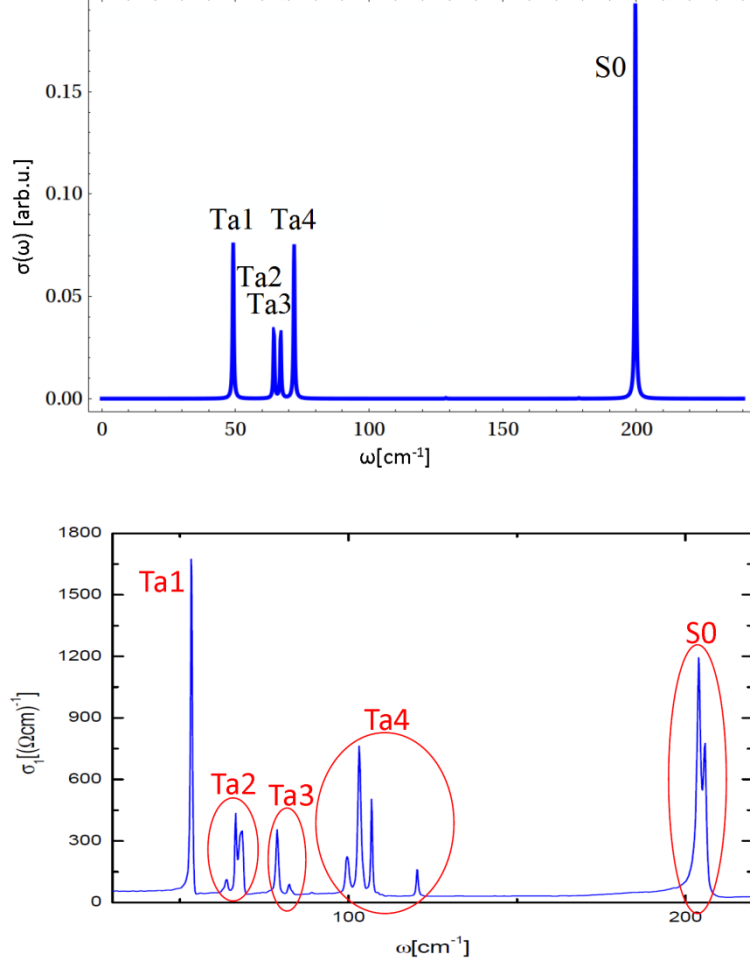 S0
0.15
σ(ω) [arb.u.]
0.10
Ta1 Ta4
Ta2
0.05 Ta3
0.00
0 50 100 150 200
ω[cm⁻¹]
1800
Ta1
1500
S0
1200
σ₁[(Ωcm)⁻¹]
900
Ta4
600
Ta2 Ta3
300
0
100 200
ω[cm⁻¹]